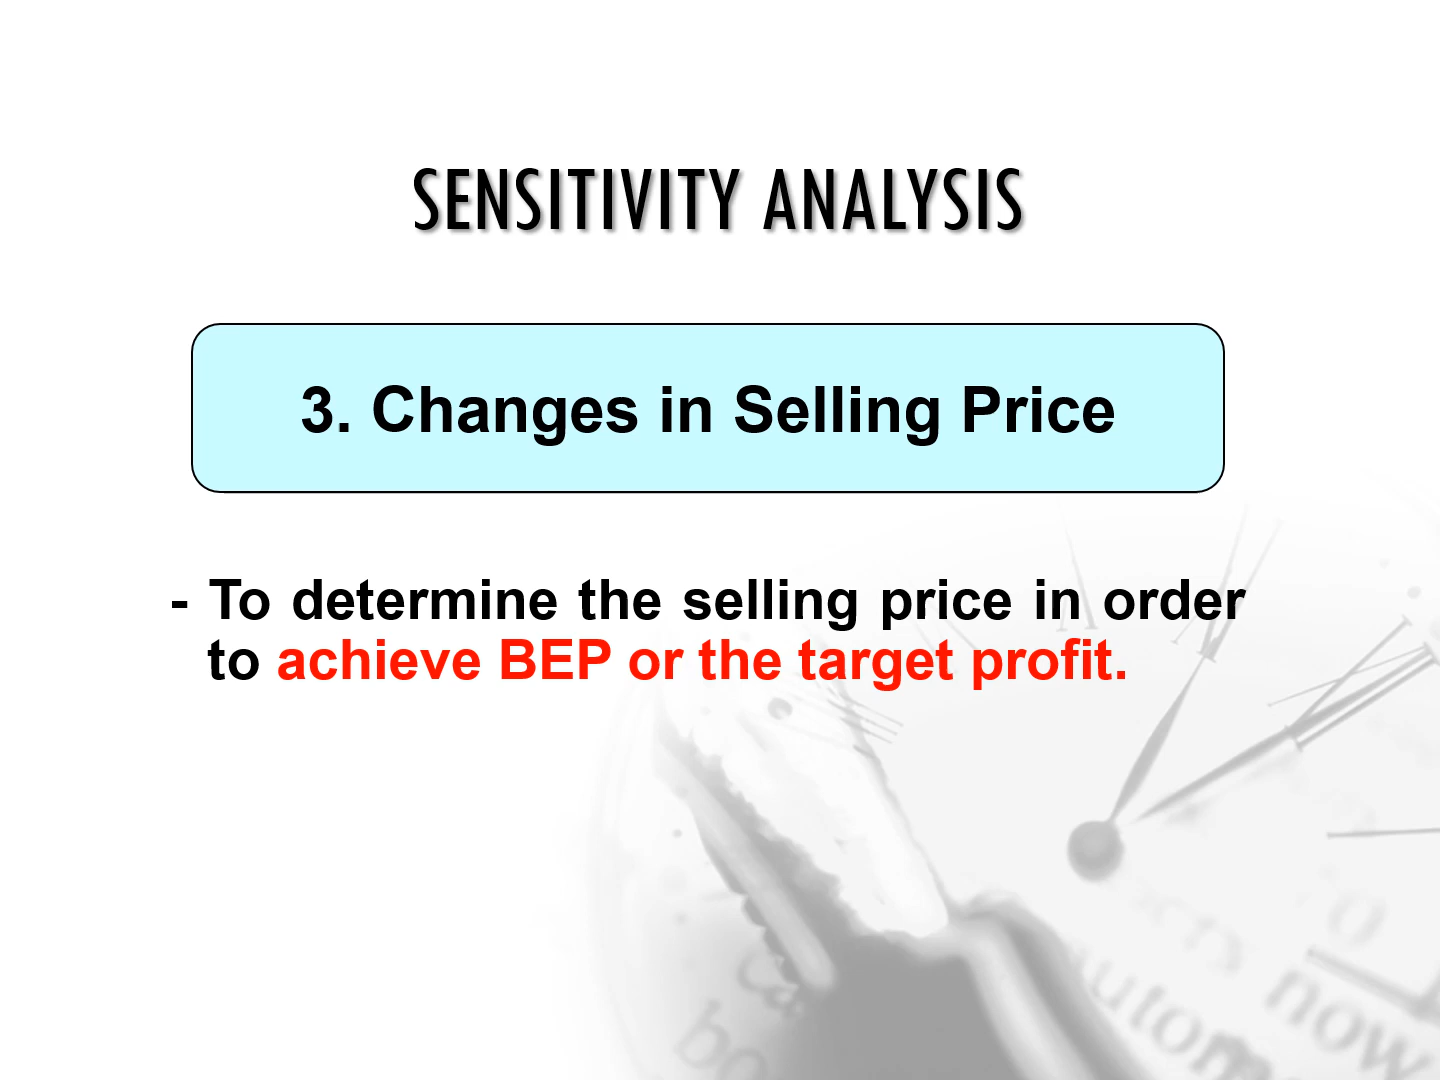 SENSITIVITY ANALYSIS
3. Changes in Selling Price
- To determine the selling price in order
to achieve BEP or the target profit.
now